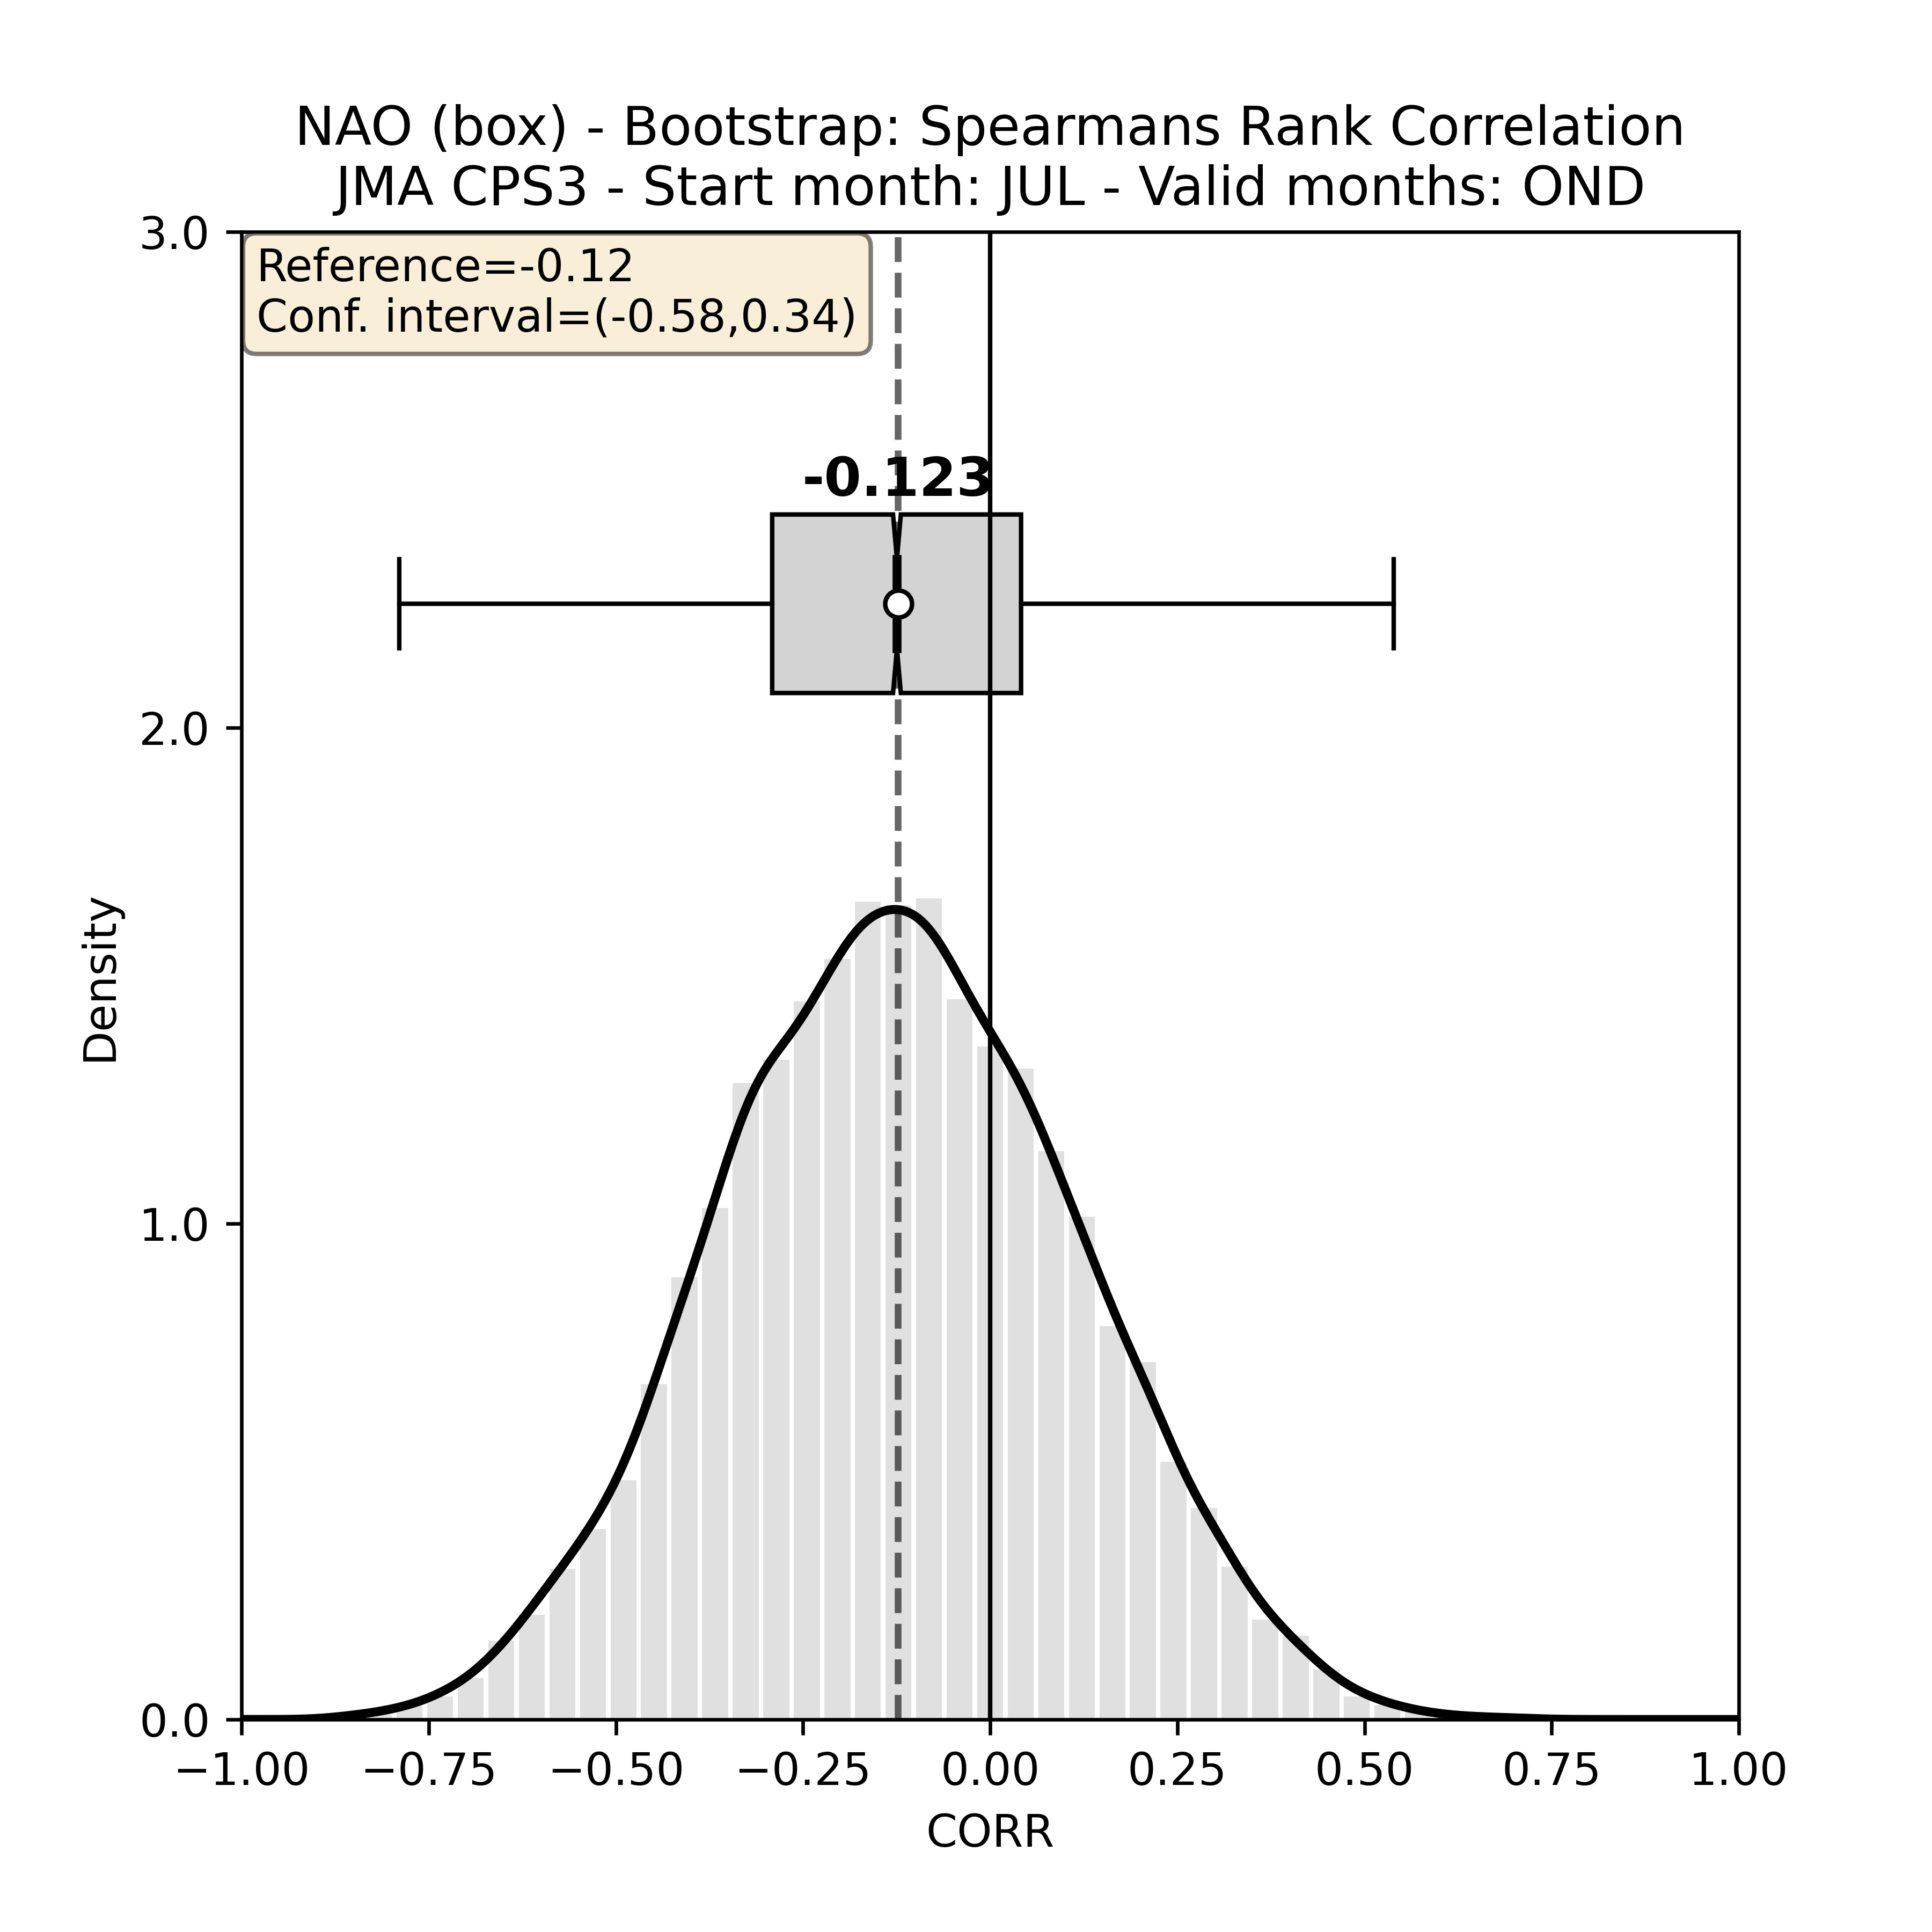 NAO (box) - Bootstrap: Spearmans Rank Correlation
JMA CPS3 - Start month: JUL - Valid months: OND
3.0
Reference=-0.12
Conf. interval=(-0.58,0.34)
-0.123
2.0
Density
1.0
0.0
−1.00 −0.75 −0.50 −0.25 0.00 0.25 0.50 0.75 1.00
CORR